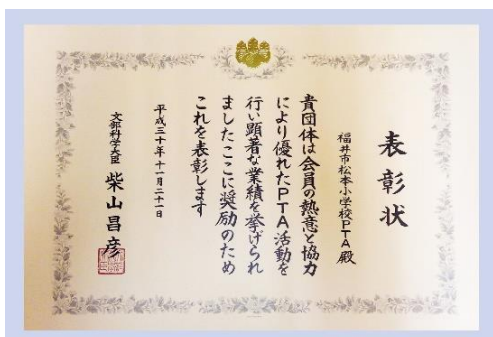 表彰状
福井市松本小学校PTA殿
貴団体は会員の熱意と協力
により優れたPTA活動を
行い顕著な業績を挙げられ
ましたここに奨励のため
これを表彰します
平成三十年十一月二十一日
文部科学大臣 柴山昌彦